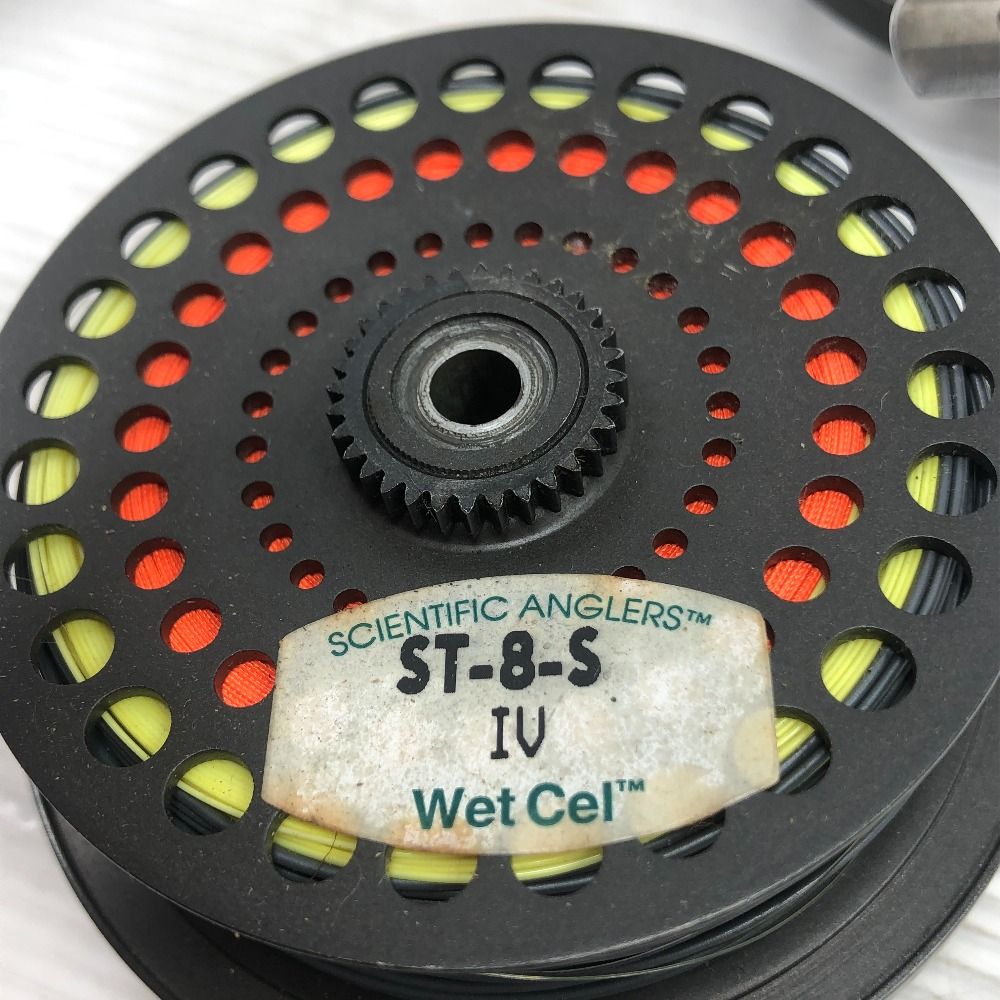 SCIENTIFIC ANGLERS™
ST-8-S
IV
Wet Cel™